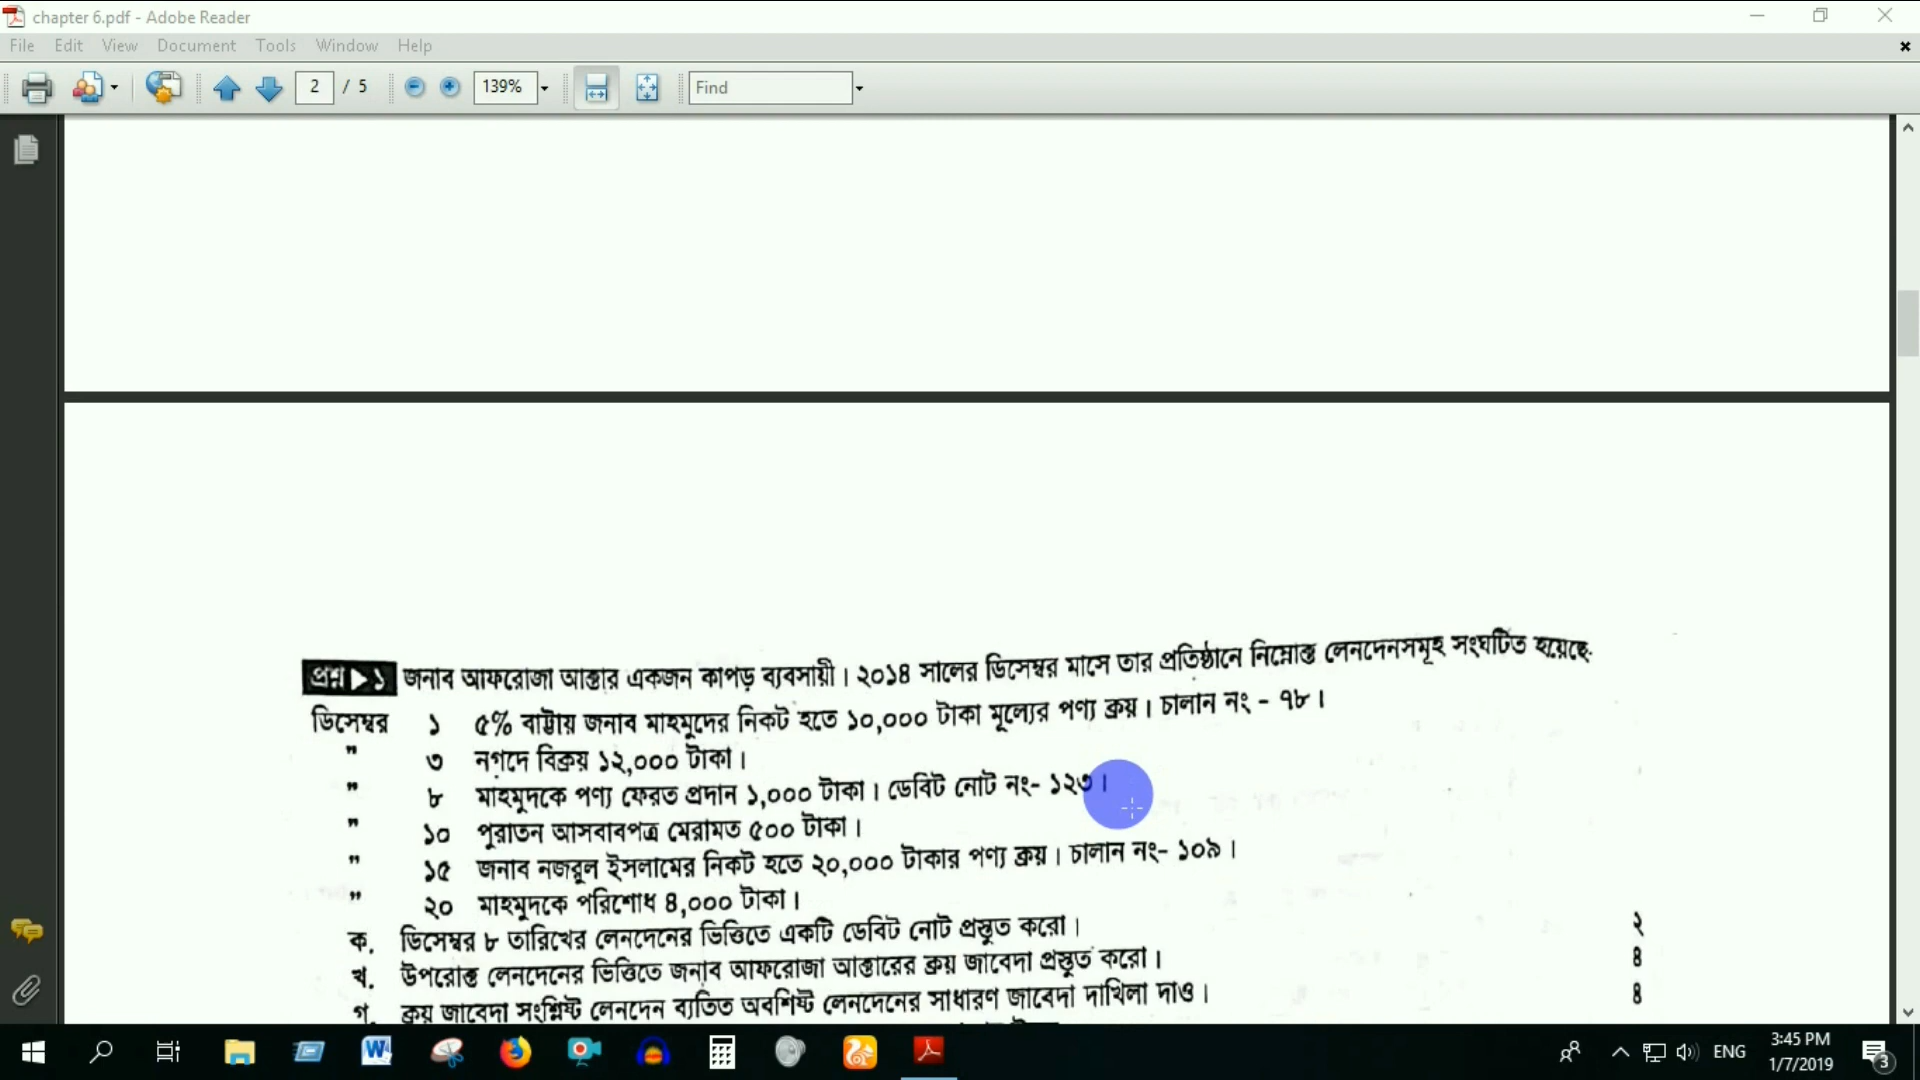 chapter 6.pdf - Adobe Reader
File Edit View Document Tools Window Help
2 / 5 139% Find
প্রশ্ন ▶ ১ জনাব আফরোজা আক্তার একজন কাপড় ব্যবসায়ী। ২০১৪ সালের ডিসেম্বর মাসে তার প্রতিষ্ঠানে নিম্নোক্ত লেনদেনসমূহ সংঘটিত হয়েছে-
ডিসেম্বর ১ ৫% বাট্টায় জনাব মাহমুদের নিকট হতে ১০,০০০ টাকা মূল্যের পণ্য ক্রয়। চালান নং - ৭৮।
" ৩ নগদে বিক্রয় ১২,০০০ টাকা।
" ৮ মাহমুদকে পণ্য ফেরত প্রদান ১,০০০ টাকা। ডেবিট নোট নং- ১২৩।
" ১০ পুরাতন আসবাবপত্র মেরামত ৫০০ টাকা।
" ১৫ জনাব নজরুল ইসলামের নিকট হতে ২০,০০০ টাকার পণ্য ক্রয়। চালান নং- ১০৯।
" ২০ মাহমুদকে পরিশোধ ৪,০০০ টাকা।
ক. ডিসেম্বর ৮ তারিখের লেনদেনের ভিত্তিতে একটি ডেবিট নোট প্রস্তুত করো। ২
খ. উপরোক্ত লেনদেনের ভিত্তিতে জনাব আফরোজা আক্তারের ক্রয় জাবেদা প্রস্তুত করো। ৪
গ. ক্রয় জাবেদা সংশ্লিষ্ট লেনদেন ব্যতিত অবশিষ্ট লেনদেনের সাধারণ জাবেদা দাখিলা দাও। ৪
ENG 3:45 PM
1/7/2019 3